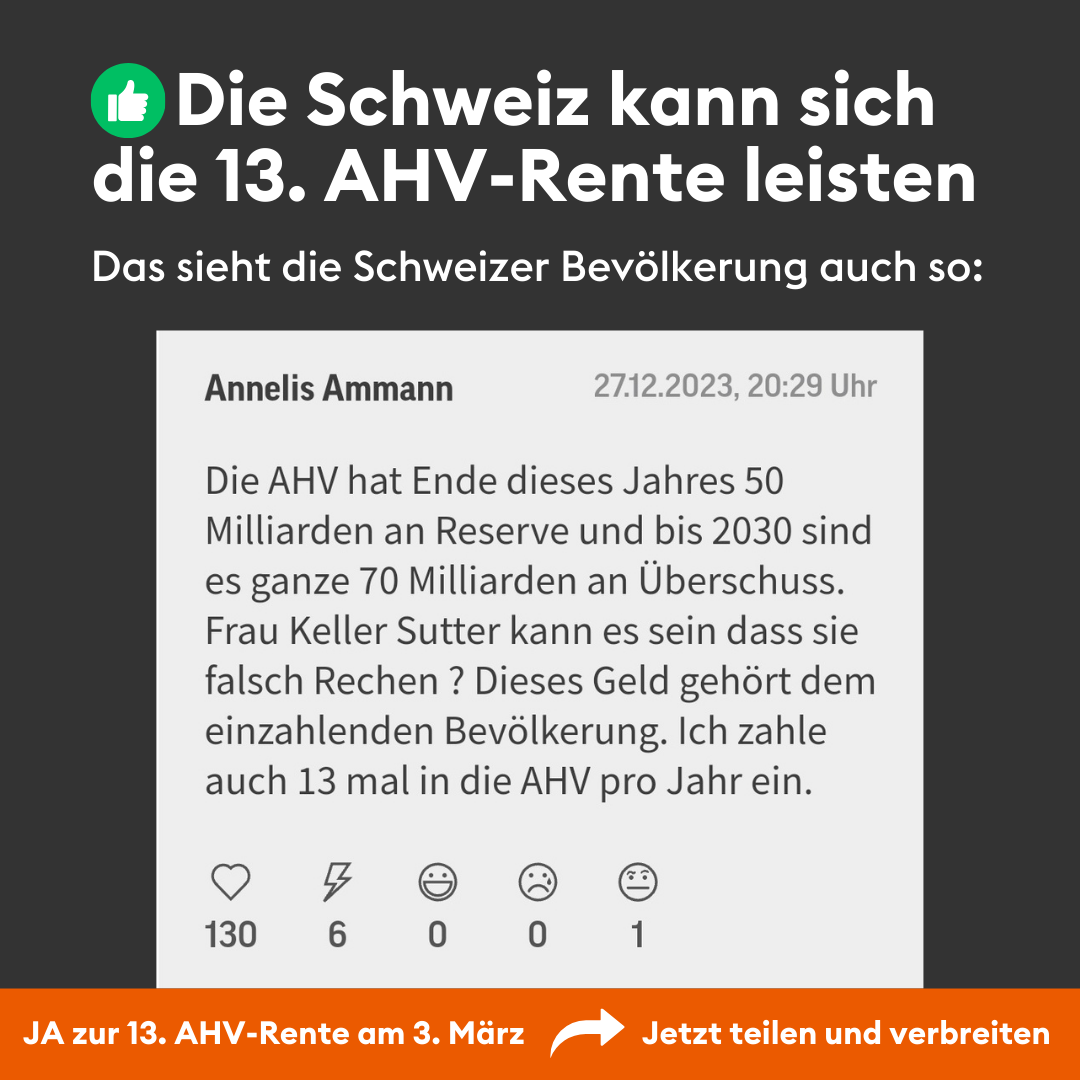 Die Schweiz kann sich
die 13. AHV-Rente leisten
Das sieht die Schweizer Bevölkerung auch so:
Annelis Ammann 27.12.2023, 20:29 Uhr
Die AHV hat Ende dieses Jahres 50
Milliarden an Reserve und bis 2030 sind
es ganze 70 Milliarden an Überschuss.
Frau Keller Sutter kann es sein dass sie
falsch Rechen ? Dieses Geld gehört dem
einzahlenden Bevölkerung. Ich zahle
auch 13 mal in die AHV pro Jahr ein.
130 6 0 0 1
JA zur 13. AHV-Rente am 3. März Jetzt teilen und verbreiten